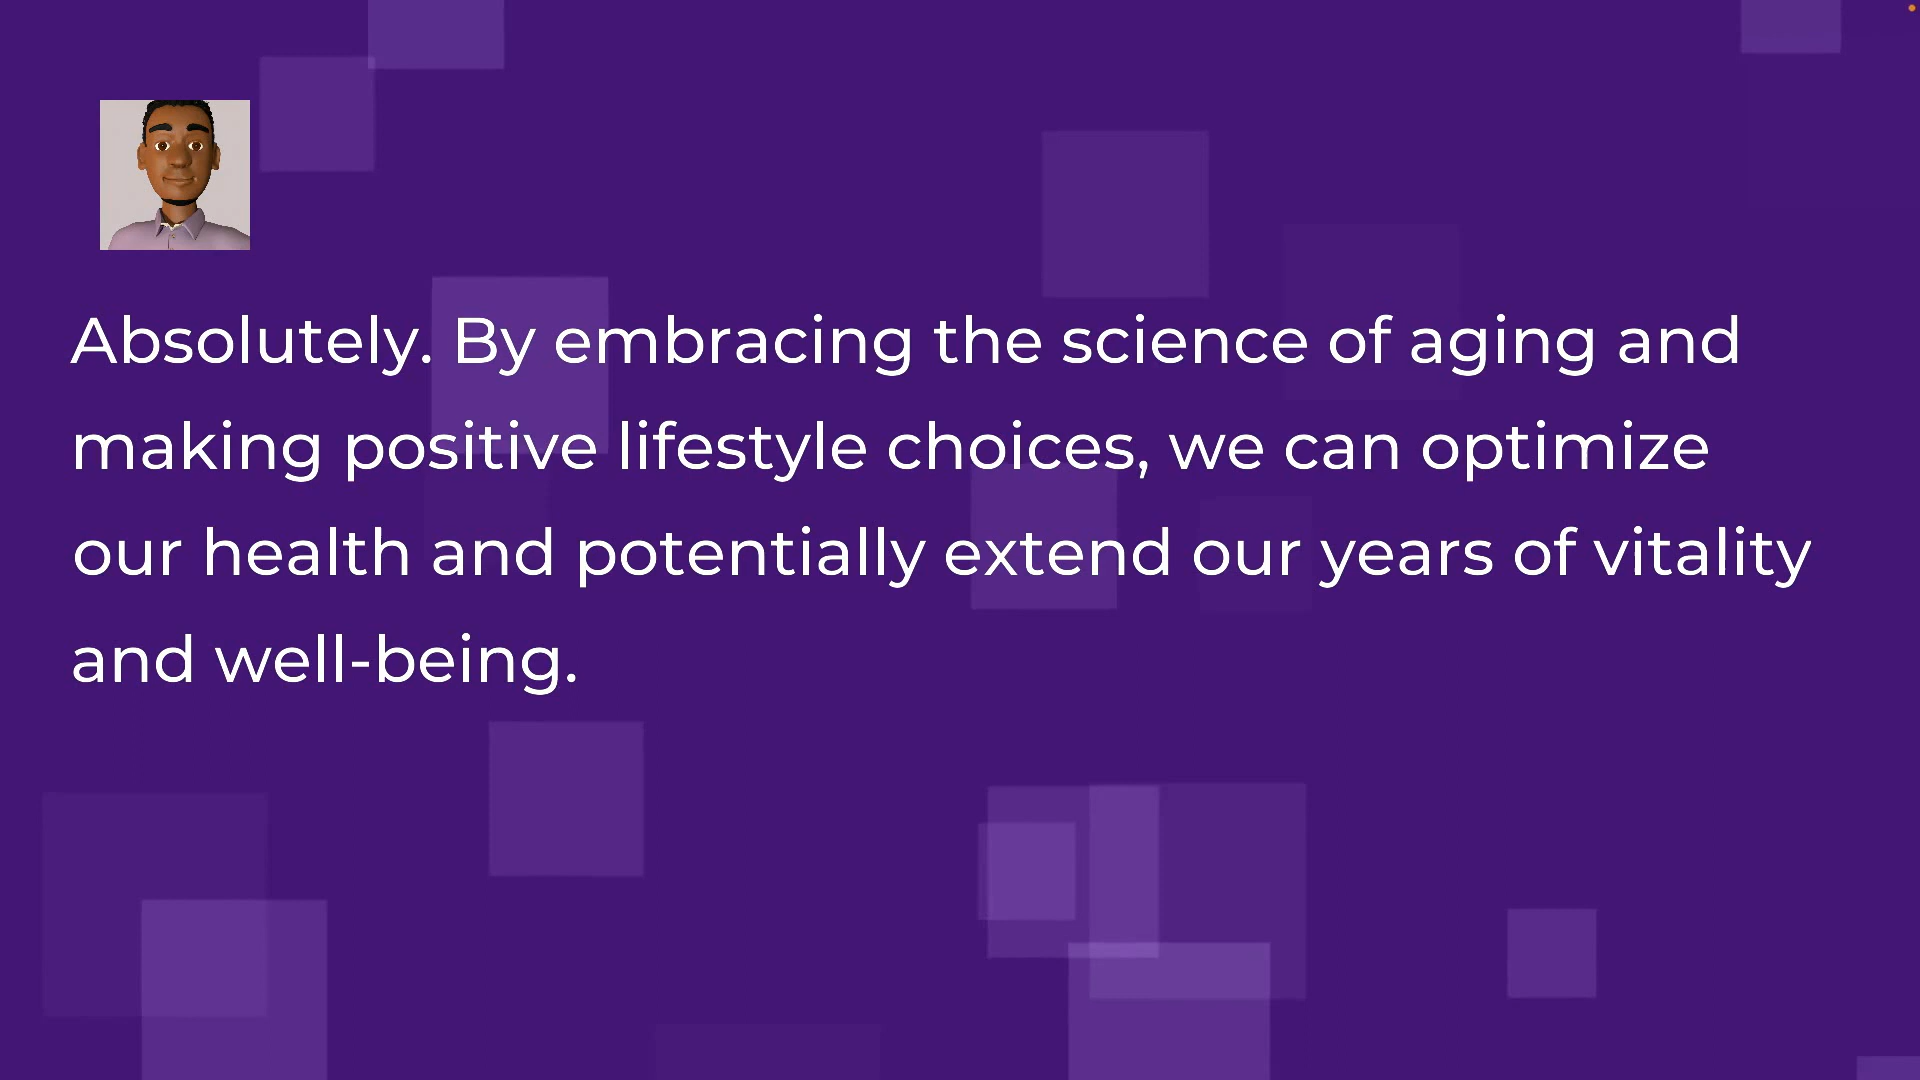 Absolutely. By embracing the science of aging and
making positive lifestyle choices, we can optimize
our health and potentially extend our years of vitality
and well-being.